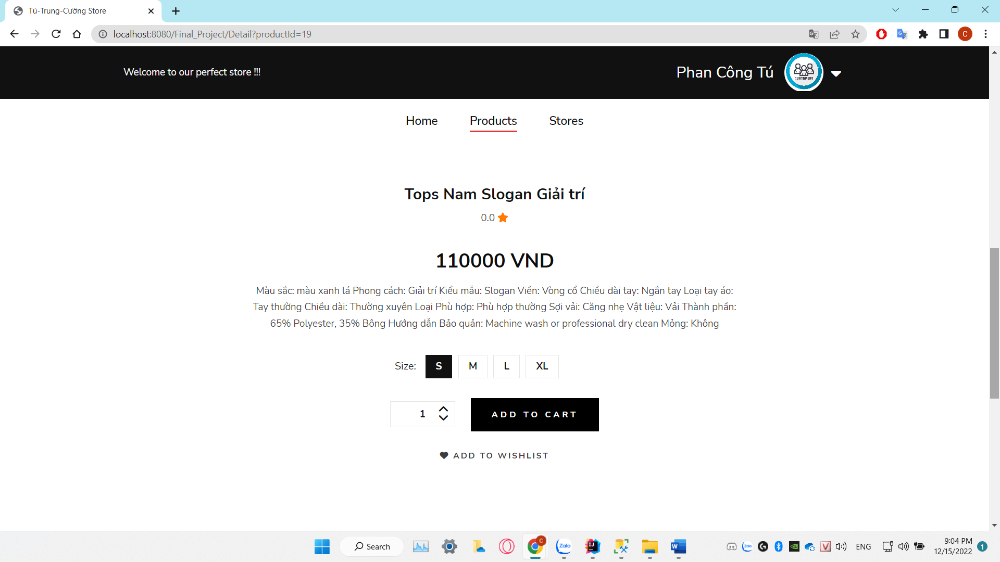 Tú-Trung-Cường Store
localhost:8080/Final_Project/Detail?productId=19
C
Welcome to our perfect store !!!
Phan Công Tú
CUSTOMERS
Home Products Stores
Tops Nam Slogan Giải trí
0.0
110000 VND
Màu sắc: màu xanh lá Phong cách: Giải trí Kiểu mẫu: Slogan Viền: Vòng cổ Chiều dài tay: Ngắn tay Loại tay áo:
Tay thường Chiều dài: Thường xuyên Loại Phù hợp: Phù hợp thường Sợi vải: Căng nhẹ Vật liệu: Vải Thành phần:
65% Polyester, 35% Bông Hướng dẫn Bảo quản: Machine wash or professional dry clean Mỏng: Không
Size: S M L XL
1
ADD TO CART
ADD TO WISHLIST
Search
C
Zalo
IJ
W
Zalo
V
ENG
9:04 PM
12/15/2022
1